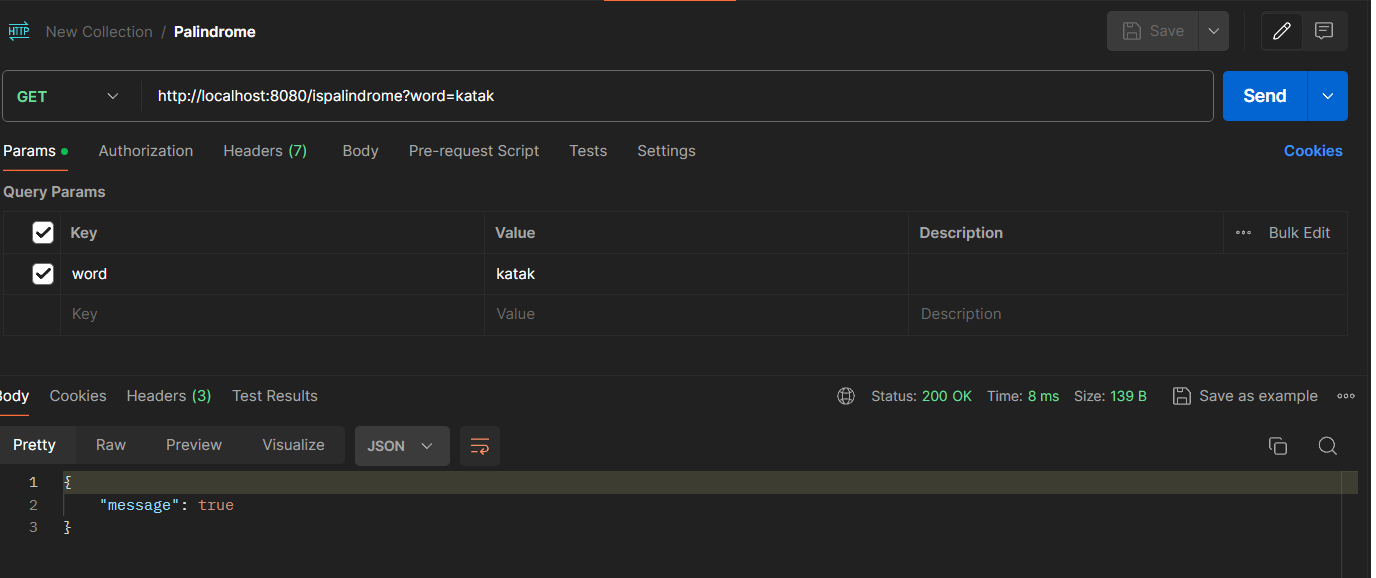 HTTP New Collection / Palindrome Save
GET http://localhost:8080/ispalindrome?word=katak Send
Params Authorization Headers (7) Body Pre-request Script Tests Settings Cookies
Query Params
Key Value Description Bulk Edit
word katak
Key Value Description
Body Cookies Headers (3) Test Results Status: 200 OK Time: 8 ms Size: 139 B Save as example
Pretty Raw Preview Visualize JSON
1 {
2 "message": true
3 }